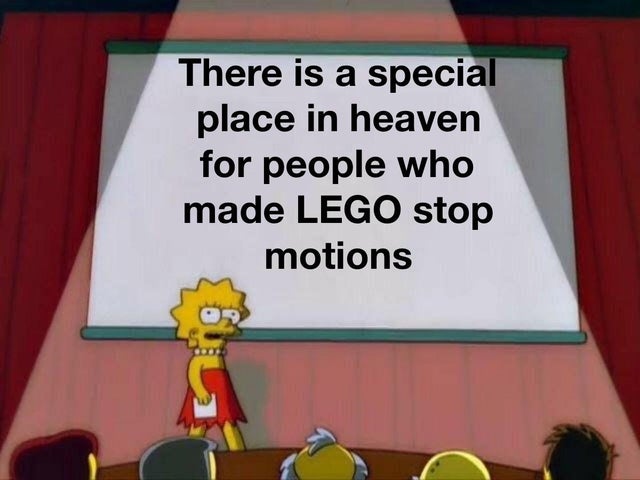 There is a special
place in heaven
for people who
made LEGO stop
motions